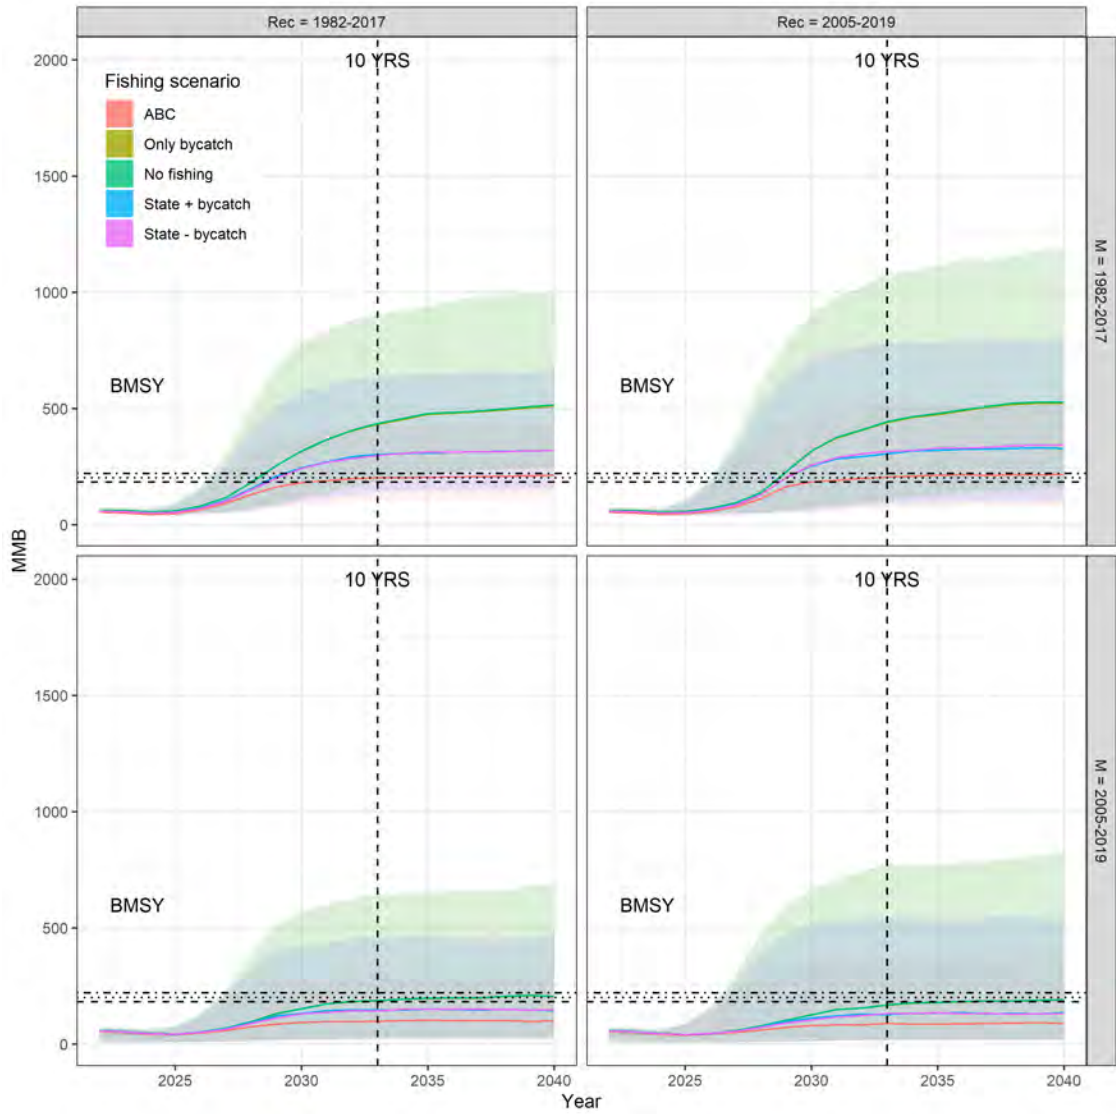 Rec = 1982-2017
Rec = 2005-2019
MMB
2000
1500
1000
500
0
10 YRS
Fishing scenario
ABC
Only bycatch
No fishing
State + bycatch
State - bycatch
BMSY
10 YRS
BMSY
M = 1982-2017
2000
1500
1000
500
0
10 YRS
BMSY
10 YRS
BMSY
M = 2005-2019
2025
2030
2035
2040
2025
2030
2035
2040
Year